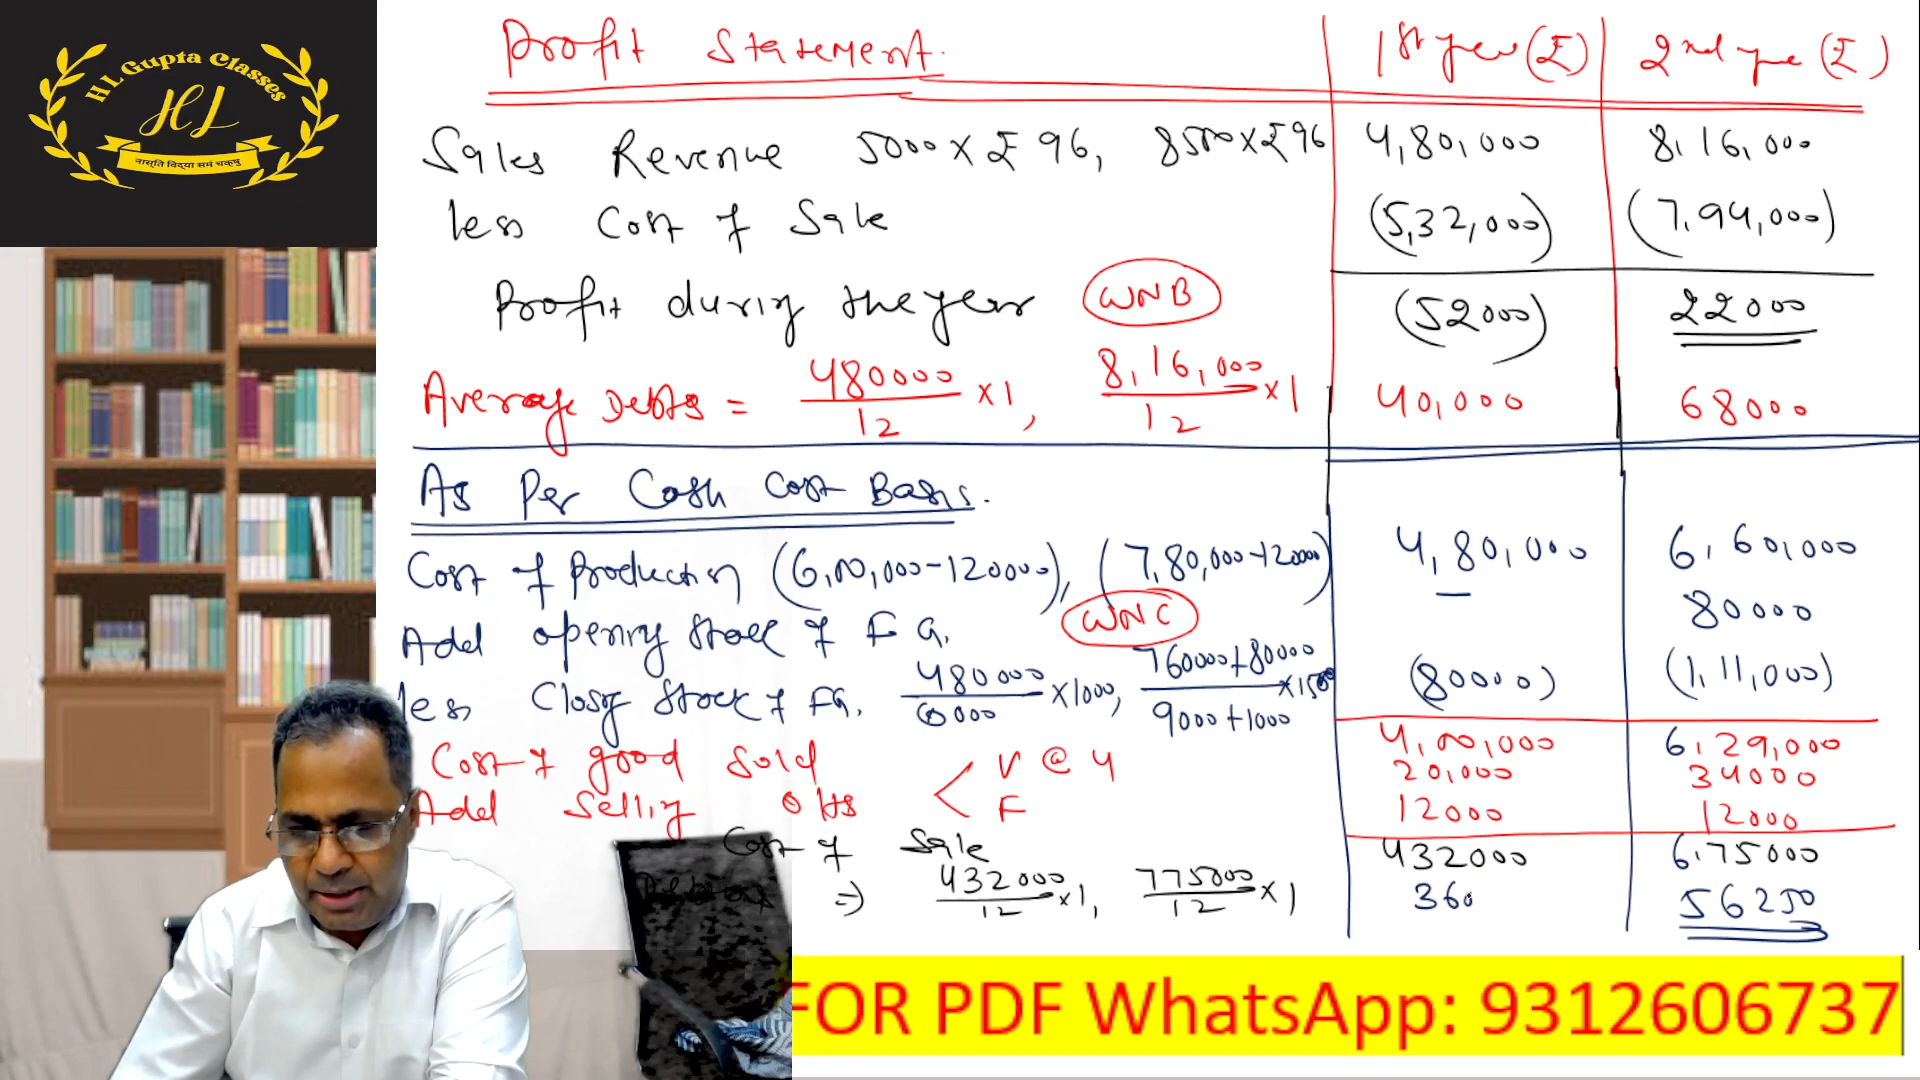 HL Gupta Classes
HL
नास्ति विद्या समं चक्षु
Profit Statement. 1st year (₹) 2nd year (₹)
Sales Revenue 5000 × ₹ 96, 8500 × ₹ 96 4,80,000 8,16,000
less Cost of Sale (5,32,000) (7,94,000)
Profit during the year WNB (52000) 22000
Average Debts = 480000/12 × 1, 8,16,000/12 × 1 40,000 68000
As Per Cash Cost Basis.
Cost of Production (6,00,000-120000), (7,80,000-120000) 4,80,000 6,60,000
Add opening Stock of F G. WNC 80000
less Closing Stock of FG. 480000/6000 × 1000, 760000+80000/9000+1000 × 1500 (80000) (1,11,000)
Cost of good Sold 4,00,000 6,29,000
Add Selling OHs < V @ 4 20,000 34000
F 12000 12000
Cost of Sale 432000 6,75000
Debtors => 432000/12 × 1, 775000/12 × 1 360 56250
FOR PDF WhatsApp: 9312606737